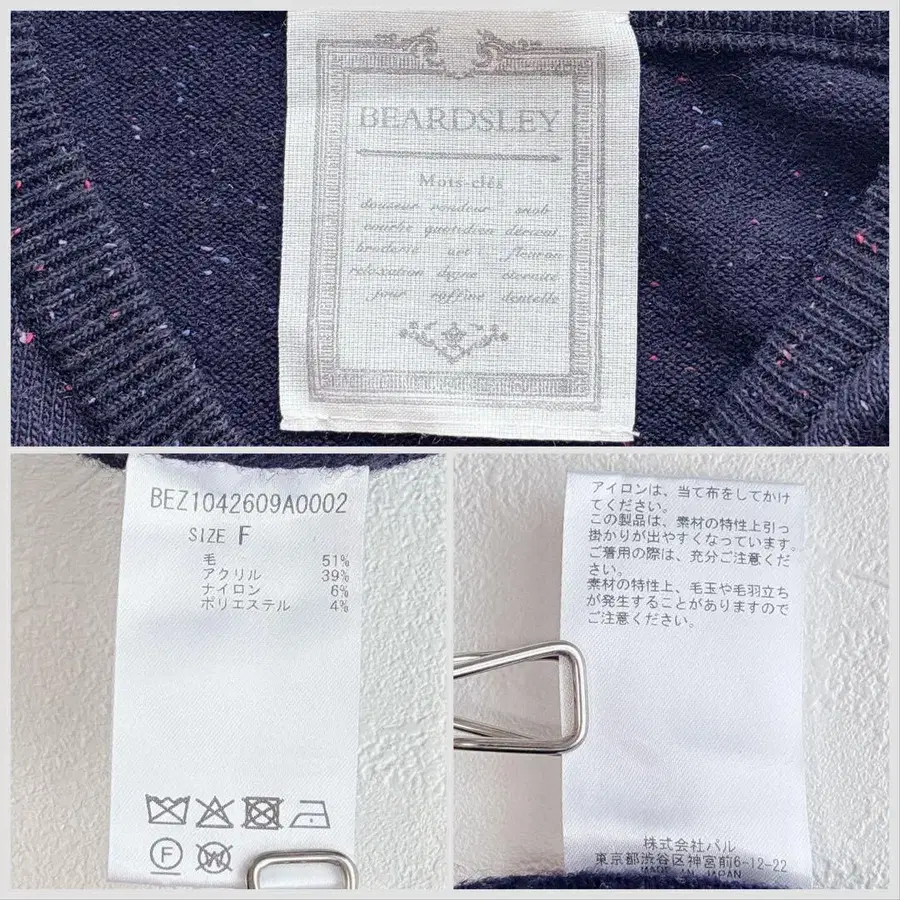 BEARDSLEY
Mots-clés
douceur rondeur snob
courbe quotidien
broderie art fleuron
relaxation digne eternité
jour raffiné dentelle
BEZ1042609A0002
SIZE F
毛 51%
アクリル 39%
ナイロン 6%
ポリエステル 4%
F
W
アイロンは、当て布をしてかけ
てください。
この製品は、素材の特性上引っ
掛かりが出やすくなっています。
ご着用の際は、充分ご注意くだ
さい。
素材の特性上、毛玉や毛羽立ち
が発生することがありますので
ご注意ください。
株式会社パル
東京都渋谷区神宮前6-12-22
MADE IN JAPAN